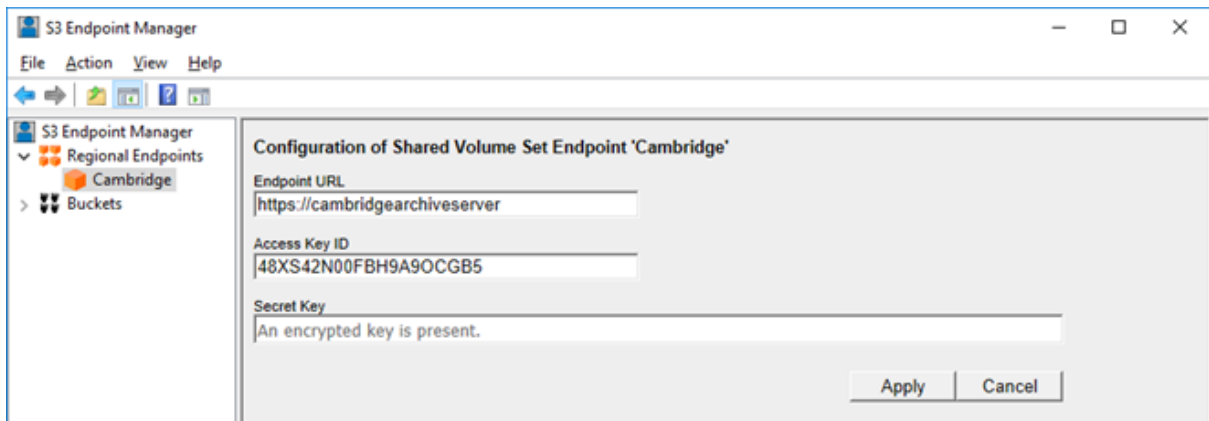 S3 Endpoint Manager
File Action View Help
S3 Endpoint Manager
Regional Endpoints
Cambridge
Buckets
Configuration of Shared Volume Set Endpoint 'Cambridge'
Endpoint URL
https://cambridgearchiveserver
Access Key ID
48XS42N00FBH9A9OCGB5
Secret Key
An encrypted key is present.
Apply Cancel